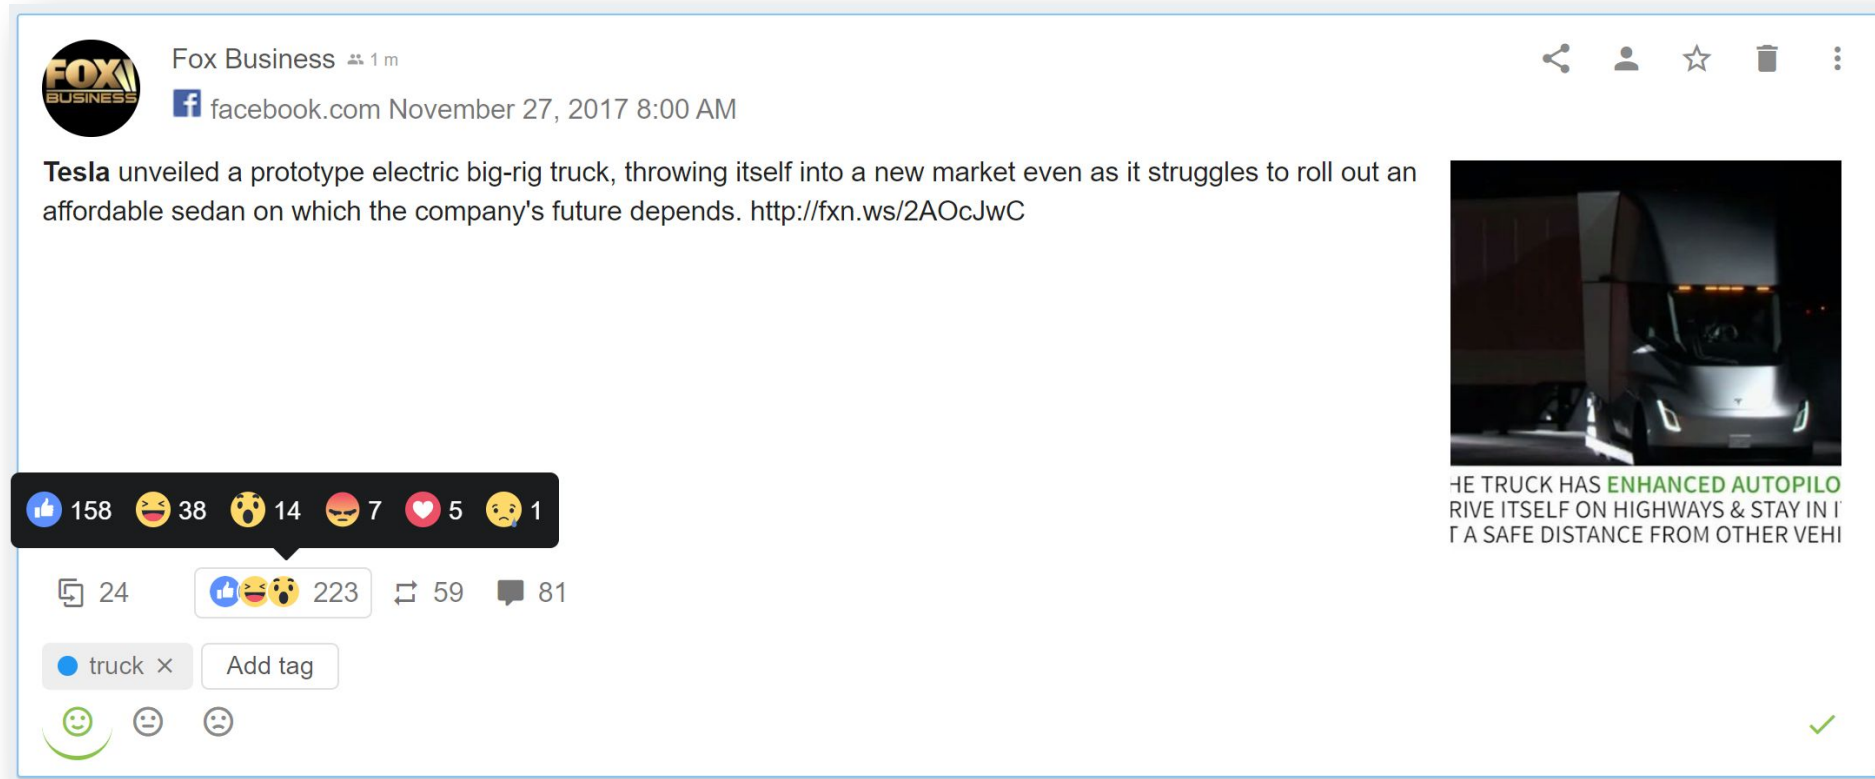 FOX
BUSINESS
Fox Business 1 m
facebook.com November 27, 2017 8:00 AM
Tesla unveiled a prototype electric big-rig truck, throwing itself into a new market even as it struggles to roll out an
affordable sedan on which the company's future depends. http://fxn.ws/2AOcJwC
HE TRUCK HAS ENHANCED AUTOPILO
RIVE ITSELF ON HIGHWAYS & STAY IN
T A SAFE DISTANCE FROM OTHER VEHI
158 38 14 7 5 1
24 223 59 81
truck Add tag